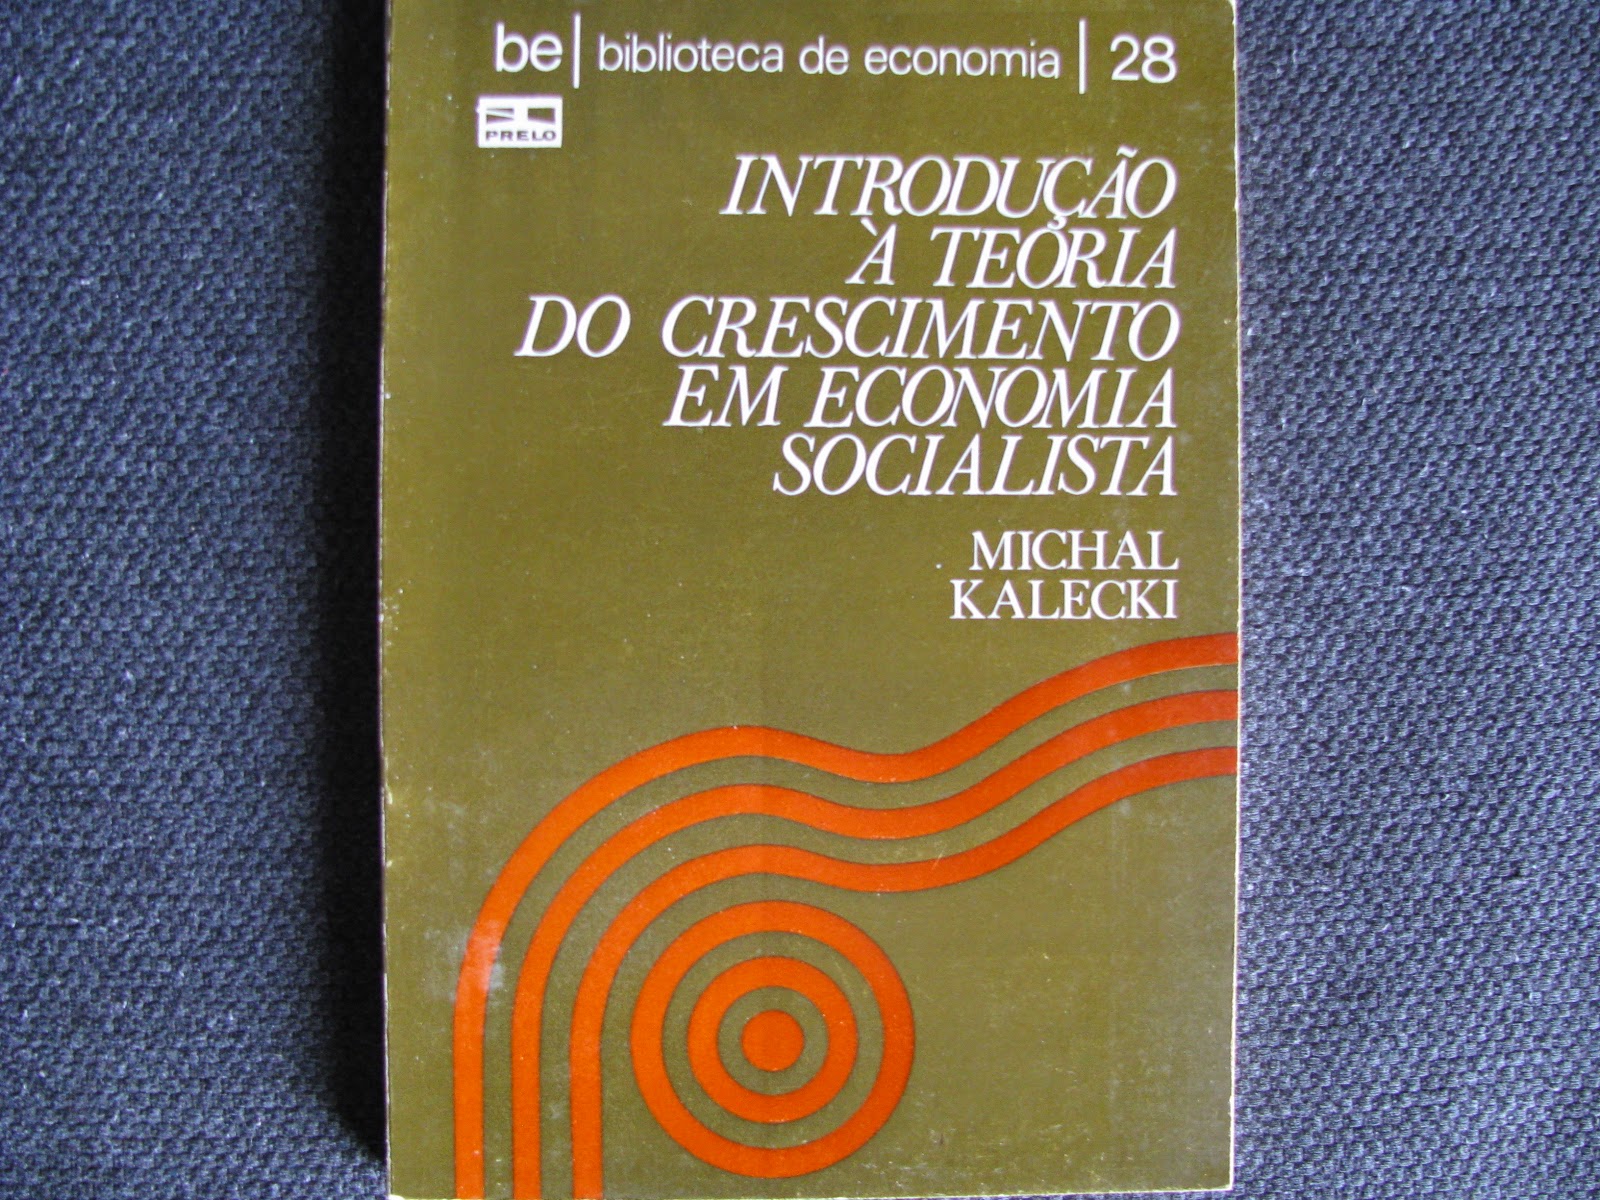 be | biblioteca de economia | 28
PRELO
INTRODUÇÃO
À TEORIA
DO CRESCIMENTO
EM ECONOMIA
SOCIALISTA
MICHAL
KALECKI